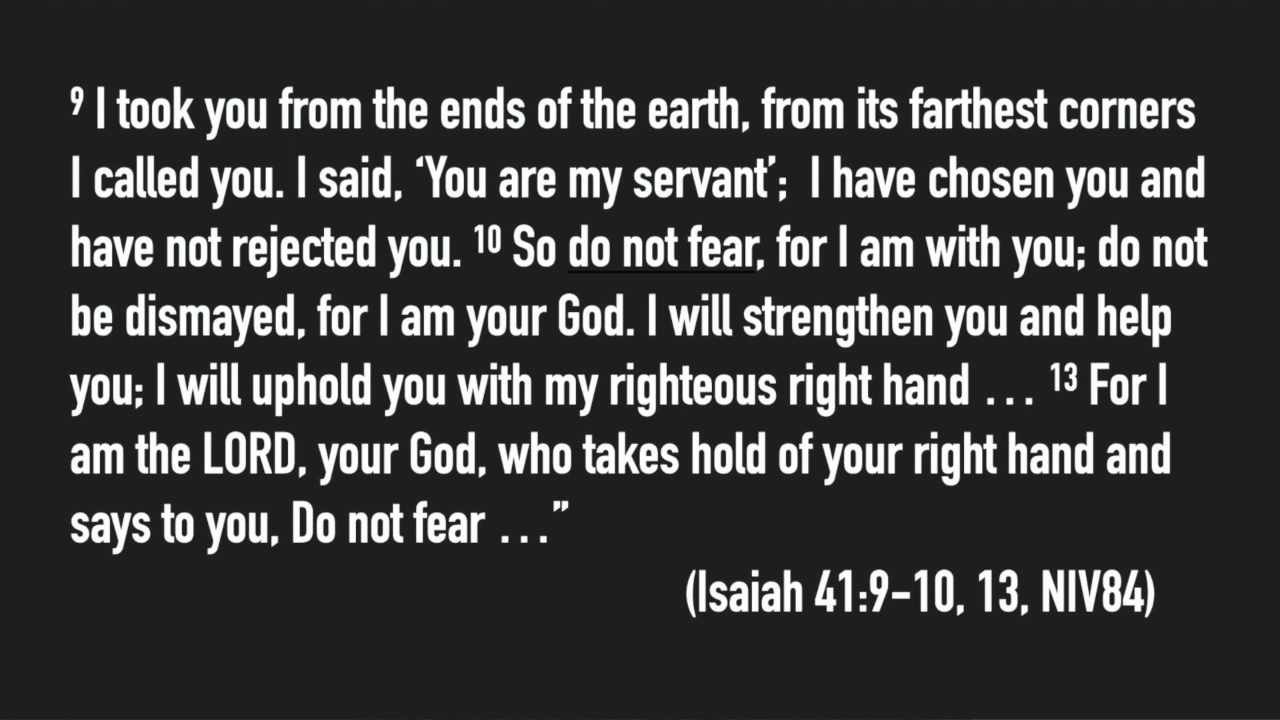 ⁹ I took you from the ends of the earth, from its farthest corners
I called you. I said, ‘You are my servant’;  I have chosen you and
have not rejected you. ¹⁰ So do not fear, for I am with you; do not
be dismayed, for I am your God. I will strengthen you and help
you; I will uphold you with my righteous right hand . . . ¹³ For I
am the LORD, your God, who takes hold of your right hand and
says to you, Do not fear . . .”
(Isaiah 41:9–10, 13, NIV84)